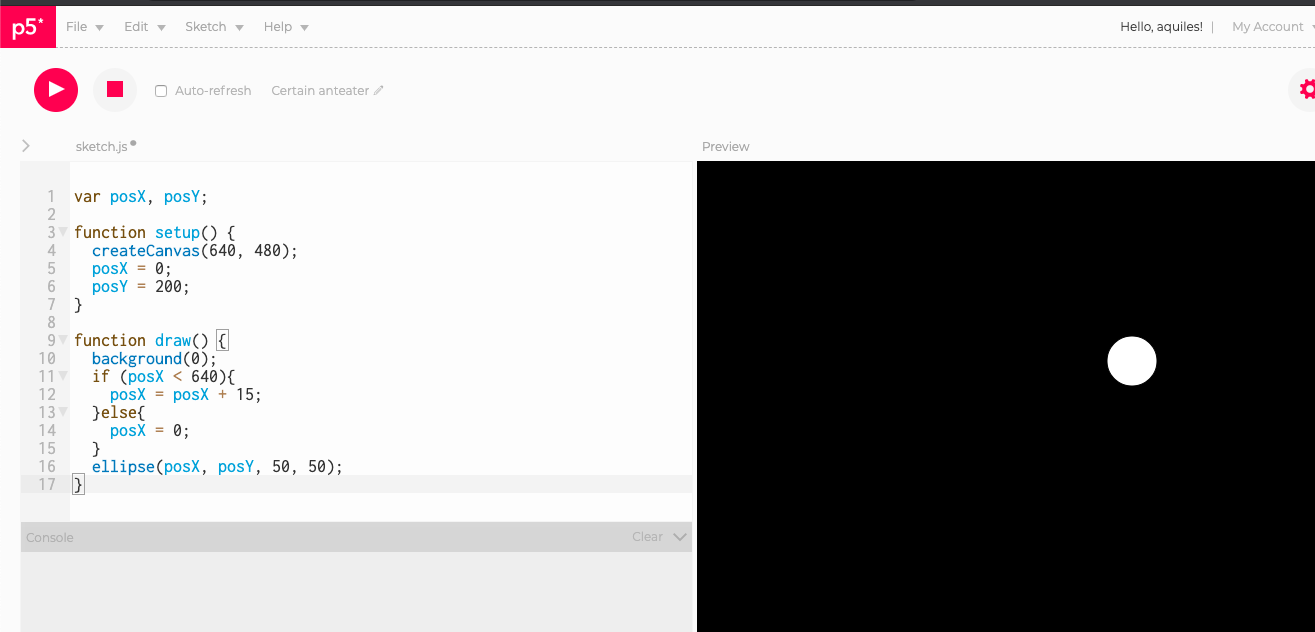 p5* File Edit Sketch Help Hello, aquiles! | My Account
Auto-refresh Certain anteater
sketch.js
Preview
1 var posX, posY;
2
3 function setup() {
4   createCanvas(640, 480);
5   posX = 0;
6   posY = 200;
7 }
8
9 function draw() {
10   background(0);
11   if (posX < 640){
12     posX = posX + 15;
13   }else{
14     posX = 0;
15   }
16   ellipse(posX, posY, 50, 50);
17 }
Console Clear